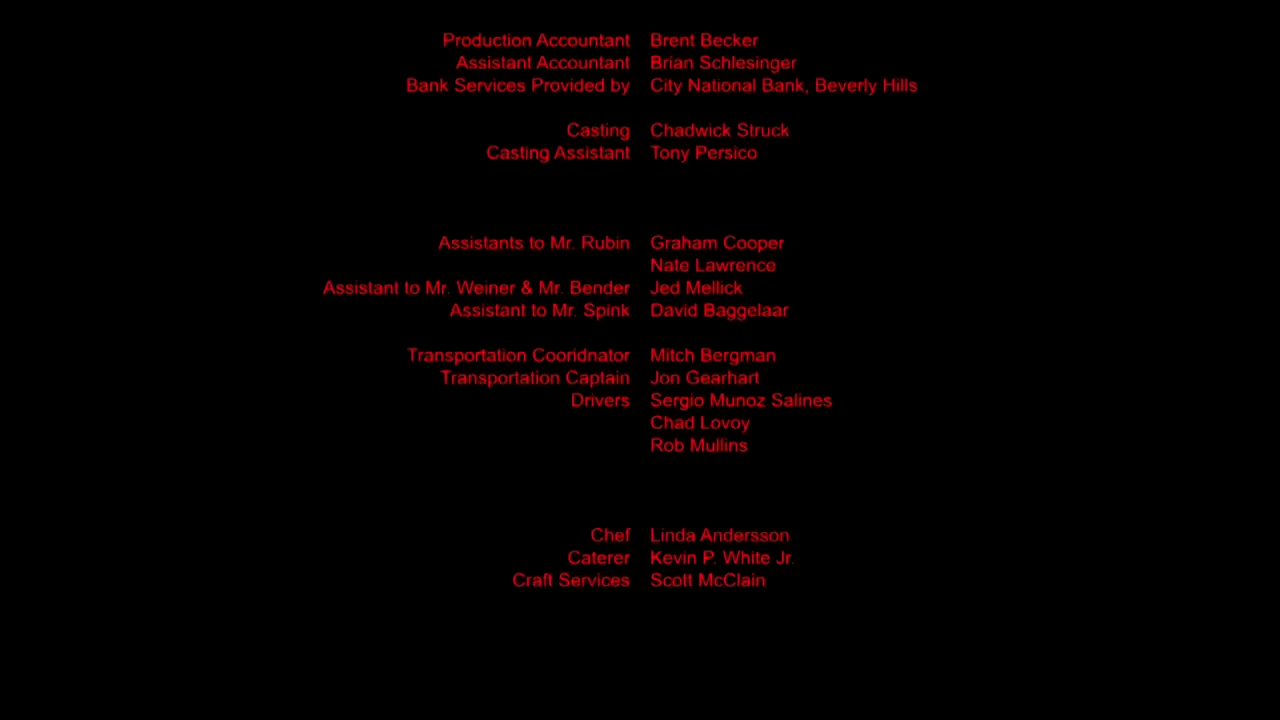 Production Accountant Brent Becker
Assistant Accountant Brian Schlesinger
Bank Services Provided by City National Bank, Beverly Hills
Casting Chadwick Struck
Casting Assistant Tony Persico
Assistants to Mr. Rubin Graham Cooper
Nate Lawrence
Assistant to Mr. Weiner & Mr. Bender Jed Mellick
Assistant to Mr. Spink David Baggelaar
Transportation Cooridnator Mitch Bergman
Transportation Captain Jon Gearhart
Drivers Sergio Munoz Salines
Chad Lovoy
Rob Mullins
Chef Linda Andersson
Caterer Kevin P. White Jr.
Craft Services Scott McClain